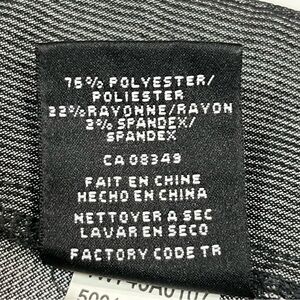 75% POLYESTER/
POLIESTER
22% RAYONNE/RAYON
3% SPANDEX/
SPANDEX
CA 08349
FAIT EN CHINE
HECHO EN CHINA
NETTOYER A SEC
LAVAR EN SECO
FACTORY CODE TR